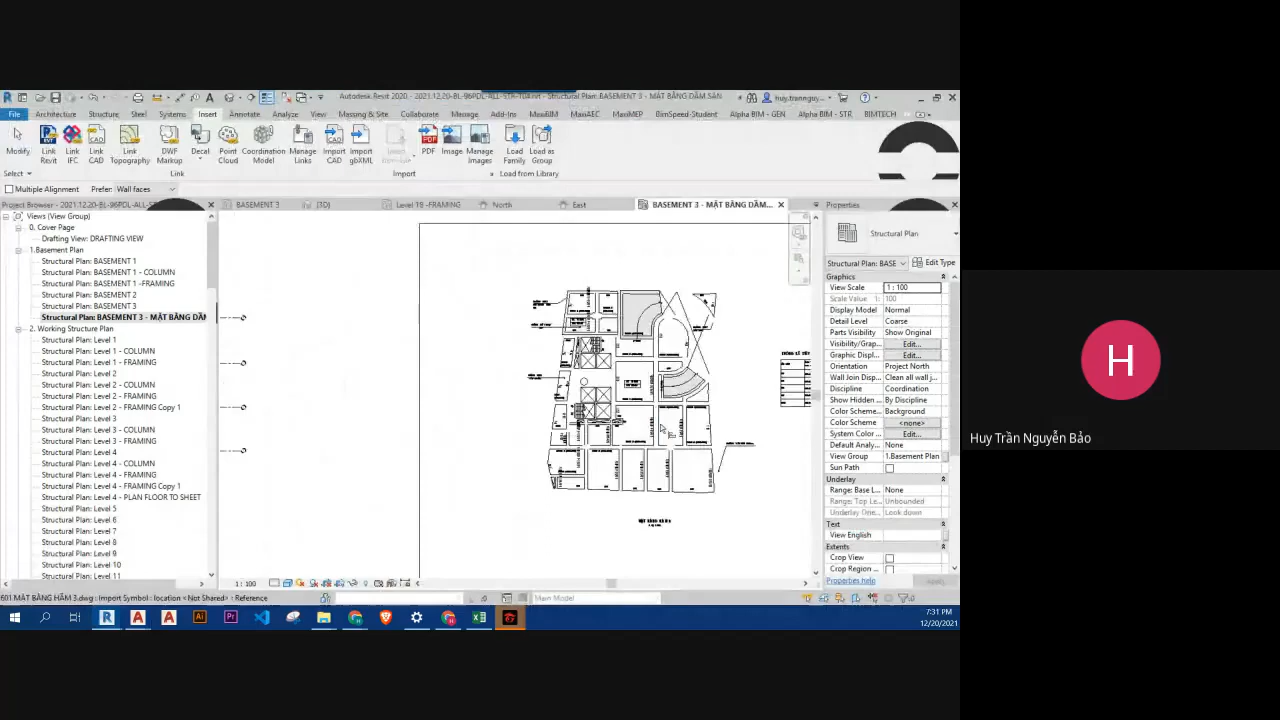 Autodesk Revit 2020 - 2021.12.20-BL-96PDL-ALL-STR-T04.rvt - Structural Plan: BASEMENT 3 - MẶT BẰNG DẦM SÀN
huy.trannguy...
File Architecture Structure Steel Systems Insert Annotate Analyze View Massing & Site Collaborate Manage Add-Ins MaxiBIM MaxiAEC MaxiMEP BimSpeed-Student Alpha BIM - GEN Alpha BIM - STR BIMTECH
Modify
Link Revit
Link IFC
Link CAD
Link Topography
DWF Markup
Decal
Point Cloud
Coordination Model
Manage Links
Import CAD
Import gbXML
PDF
Image
Manage Images
Load Family
Load as Group
Select
Link
Import
Load from Library
Multiple Alignment Prefer: Wall faces
Project Browser - 2021.12.20-BL-96PDL-ALL-ST...
BASEMENT 3
{3D}
Level 19 -FRAMING
North
East
BASEMENT 3 - MẶT BẰNG DẦM...
Properties
Views (View Group)
0. Cover Page
Drafting View: DRAFTING VIEW
1.Basement Plan
Structural Plan: BASEMENT 1
Structural Plan: BASEMENT 1 - COLUMN
Structural Plan: BASEMENT 1 -FRAMING
Structural Plan: BASEMENT 2
Structural Plan: BASEMENT 3
Structural Plan: BASEMENT 3 - MẶT BẰNG DẦM
2. Working Structure Plan
Structural Plan: Level 1
Structural Plan: Level 1 - COLUMN
Structural Plan: Level 1 - FRAMING
Structural Plan: Level 2
Structural Plan: Level 2 - COLUMN
Structural Plan: Level 2 - FRAMING
Structural Plan: Level 2 - FRAMING Copy 1
Structural Plan: Level 3
Structural Plan: Level 3 - COLUMN
Structural Plan: Level 3 - FRAMING
Structural Plan: Level 4
Structural Plan: Level 4 - COLUMN
Structural Plan: Level 4 - FRAMING
Structural Plan: Level 4 - FRAMING Copy 1
Structural Plan: Level 4 - PLAN FLOOR TO SHEET
Structural Plan: Level 5
Structural Plan: Level 6
Structural Plan: Level 7
Structural Plan: Level 8
Structural Plan: Level 9
Structural Plan: Level 10
Structural Plan: Level 11
Structural Plan
Structural Plan: BASE Edit Type
Graphics
View Scale 1 : 100
Scale Value 1: 100
Display Model Normal
Detail Level Coarse
Parts Visibility Show Original
Visibility/Grap... Edit...
Graphic Displ... Edit...
Orientation Project North
Wall Join Disp... Clean all wall j...
Discipline Coordination
Show Hidden ... By Discipline
Color Scheme... Background
Color Scheme <none>
System Color ... Edit...
Default Analy... None
View Group 1.Basement Plan
Sun Path
Underlay
Range: Base L... None
Range: Top Le... Unbounded
Underlay Orie... Look down
Text
View English
Extents
Crop View
Crop Region ...
Properties help
Apply
1 : 100
601.MẶT BẰNG HẦM 3.dwg : Import Symbol : location <Not Shared> : Reference
Main Model
:0
7:31 PM
12/20/2021
H
Huy Trần Nguyễn Bảo